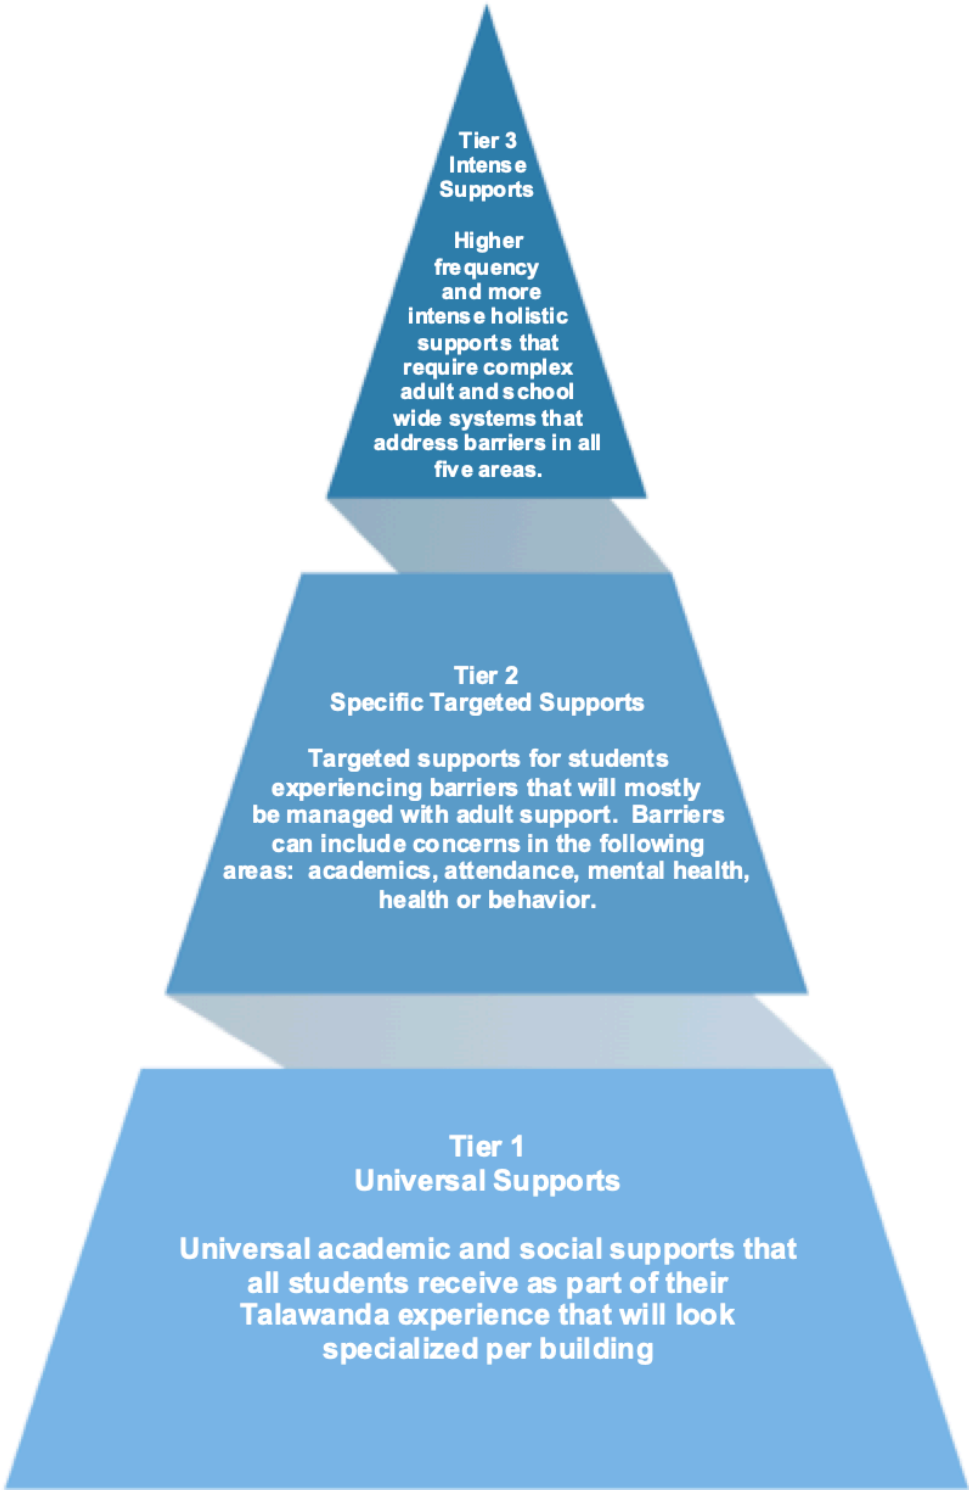 Tier 3
Intense
Supports
Higher
frequency
and more
intense holistic
supports that
require complex
adult and school
wide systems that
address barriers in all
five areas.
Tier 2
Specific Targeted Supports
Targeted supports for students
experiencing barriers that will mostly
be managed with adult support.  Barriers
can include concerns in the following
areas:  academics, attendance, mental health,
health or behavior.
Tier 1
Universal Supports
Universal academic and social supports that
all students receive as part of their
Talawanda experience that will look
specialized per building